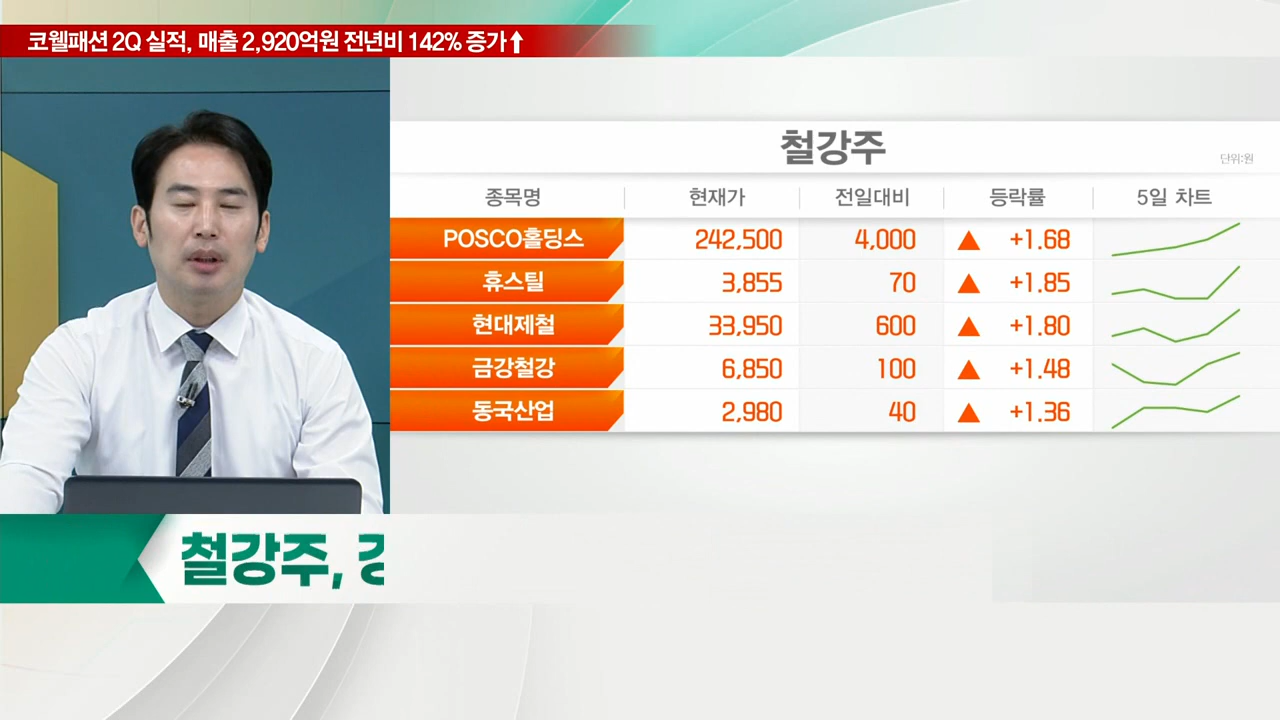 코웰패션 2Q 실적, 매출 2,920억원 전년비 142% 증가↑
철강주
단위:원
종목명 현재가 전일대비 등락률 5일 차트
POSCO홀딩스 242,500 4,000 ▲ +1.68
휴스틸 3,855 70 ▲ +1.85
현대제철 33,950 600 ▲ +1.80
금강철강 6,850 100 ▲ +1.48
동국산업 2,980 40 ▲ +1.36
철강주,